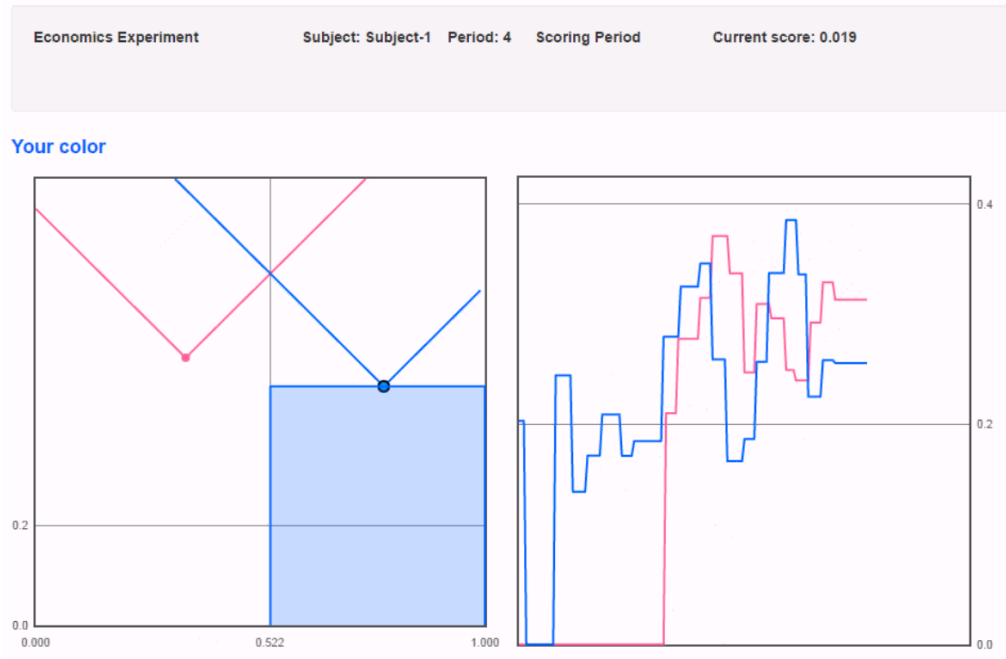 Economics Experiment Subject: Subject-1 Period: 4 Scoring Period Current score: 0.019
Your color
0.4
0.2
0.2
0.0
0.0
0.000 0.522 1.000